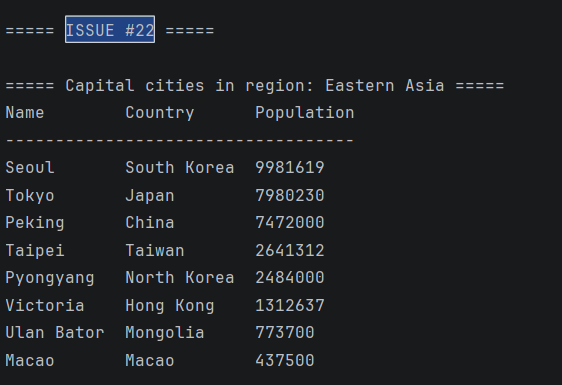 ===== ISSUE #22 =====
===== Capital cities in region: Eastern Asia =====
Name        Country      Population
-----------------------------------
Seoul       South Korea  9981619
Tokyo       Japan        7980230
Peking      China        7472000
Taipei      Taiwan       2641312
Pyongyang   North Korea  2484000
Victoria    Hong Kong    1312637
Ulan Bator  Mongolia     773700
Macao       Macao        437500